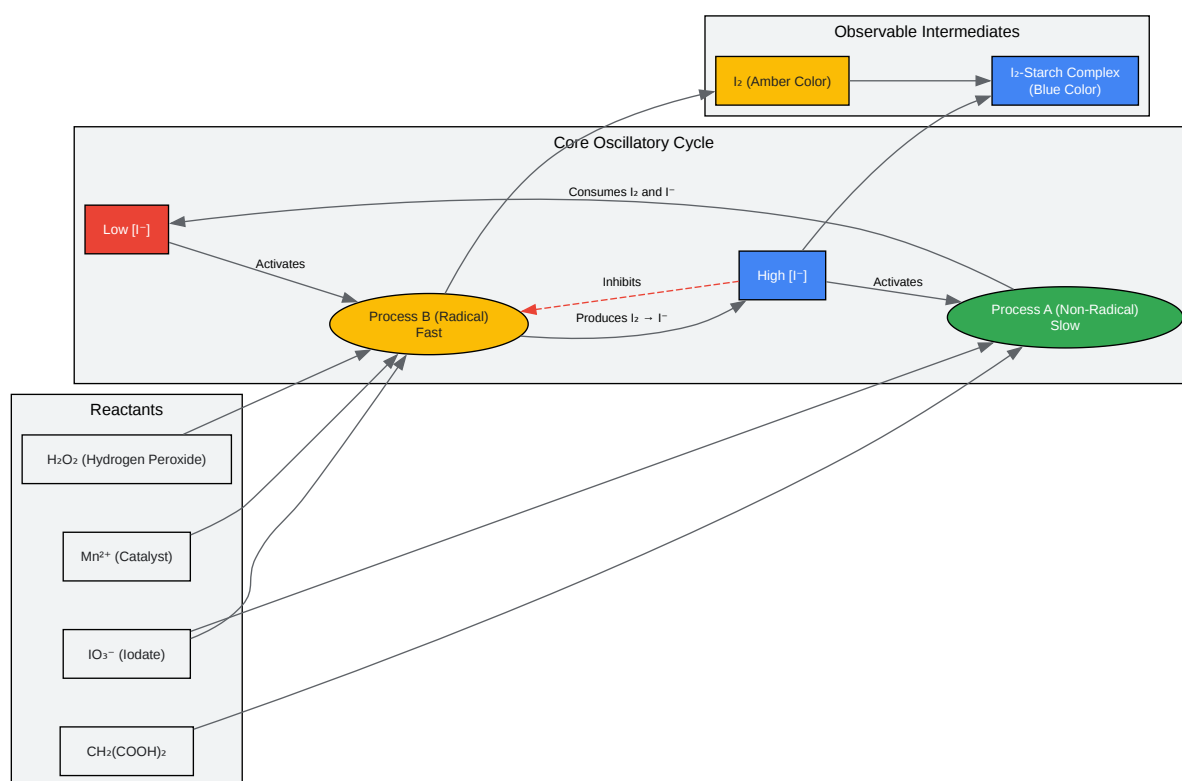 Observable Intermediates
I₂ (Amber Color)
I₂-Starch Complex
(Blue Color)
Core Oscillatory Cycle
Consumes I₂ and I⁻
Low [I⁻]
Activates
High [I⁻]
Inhibits
Activates
Process B (Radical)
Fast
Produces I₂ → I⁻
Process A (Non-Radical)
Slow
Reactants
H₂O₂ (Hydrogen Peroxide)
Mn²⁺ (Catalyst)
IO₃⁻ (Iodate)
CH₂(COOH)₂